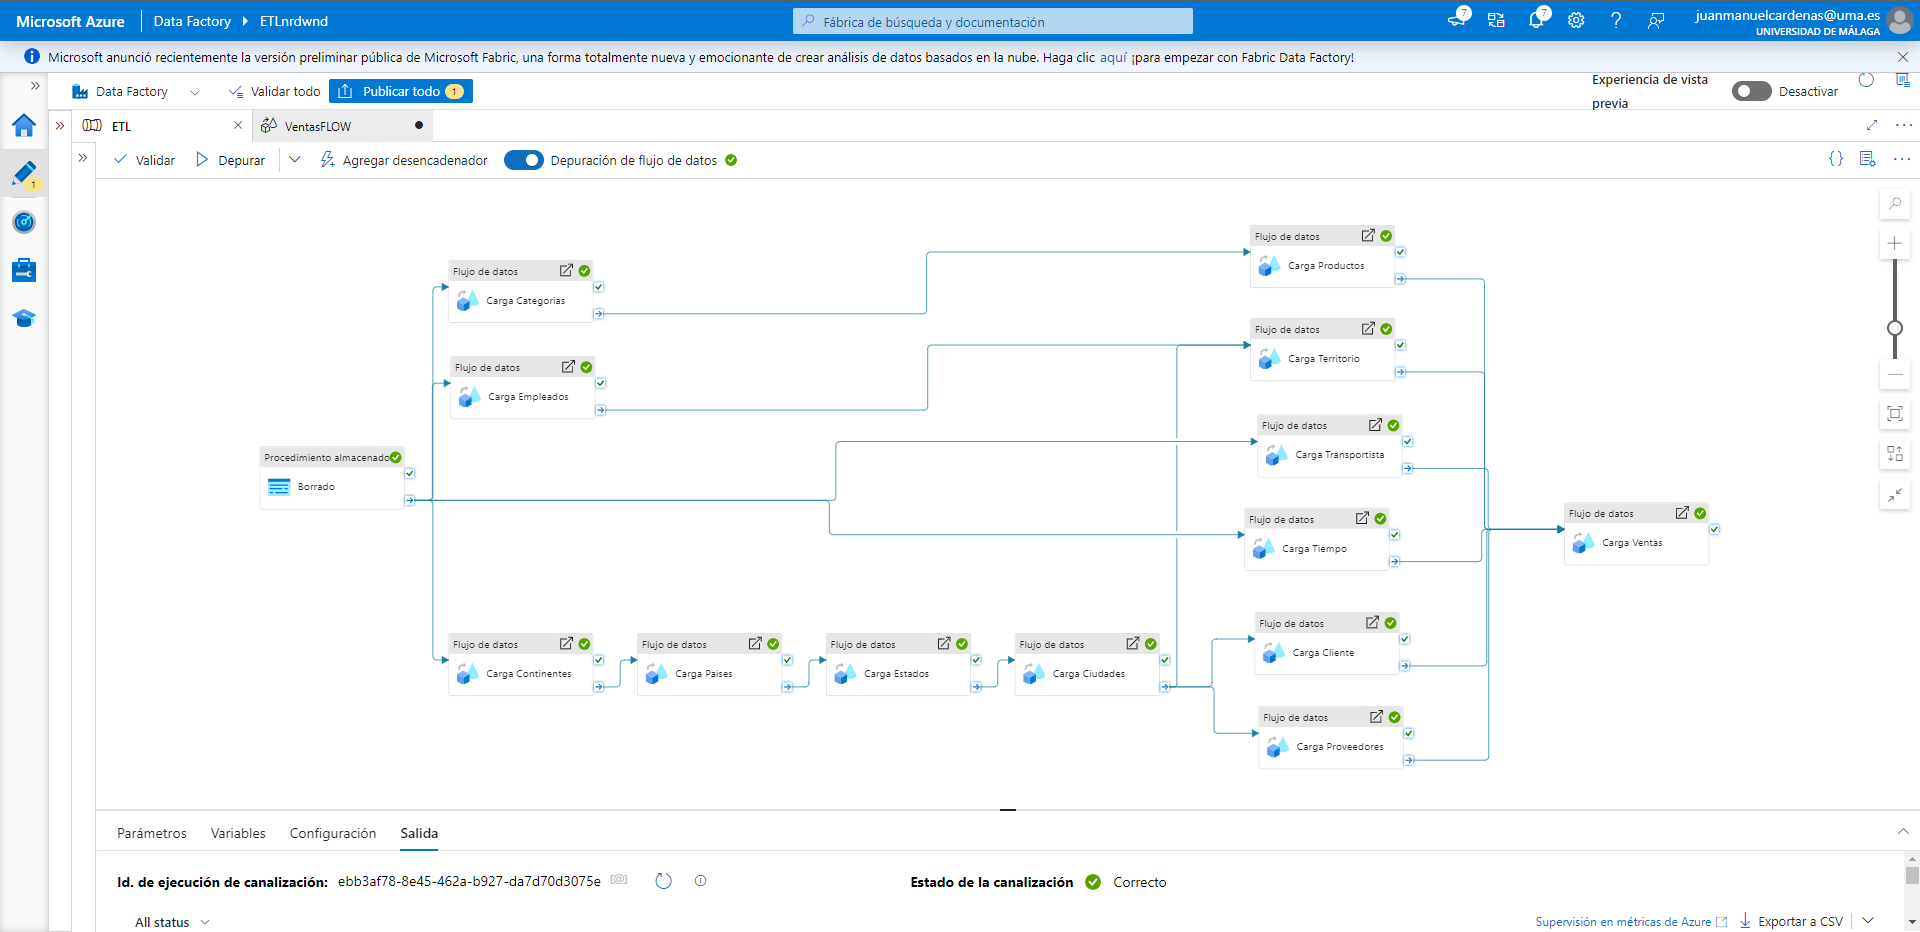 Microsoft Azure
Data Factory
ETLnrdwnd
Fábrica de búsqueda y documentación
7
7
juanmanuelcardenas@uma.es
UNIVERSIDAD DE MÁLAGA
Microsoft anunció recientemente la versión preliminar pública de Microsoft Fabric, una forma totalmente nueva y emocionante de crear análisis de datos basados en la nube. Haga clic aquí ¡para empezar con Fabric Data Factory!
Data Factory
Validar todo
Publicar todo 1
Experiencia de vista previa
Desactivar
ETL
VentasFLOW
1
Validar
Depurar
Agregar desencadenador
Depuración de flujo de datos
Flujo de datos
Carga Productos
Flujo de datos
Carga Categorias
Flujo de datos
Carga Territorio
Flujo de datos
Carga Empleados
Flujo de datos
Carga Transportista
Procedimiento almacenado
Borrado
Flujo de datos
Carga Tiempo
Flujo de datos
Carga Ventas
Flujo de datos
Carga Cliente
Flujo de datos
Carga Continentes
Flujo de datos
Carga Paises
Flujo de datos
Carga Estados
Flujo de datos
Carga Ciudades
Flujo de datos
Carga Proveedores
Parámetros
Variables
Configuración
Salida
Id. de ejecución de canalización: ebb3af78-8e45-462a-b927-da7d70d3075e
Estado de la canalización
Correcto
All status
Supervisión en métricas de Azure
Exportar a CSV